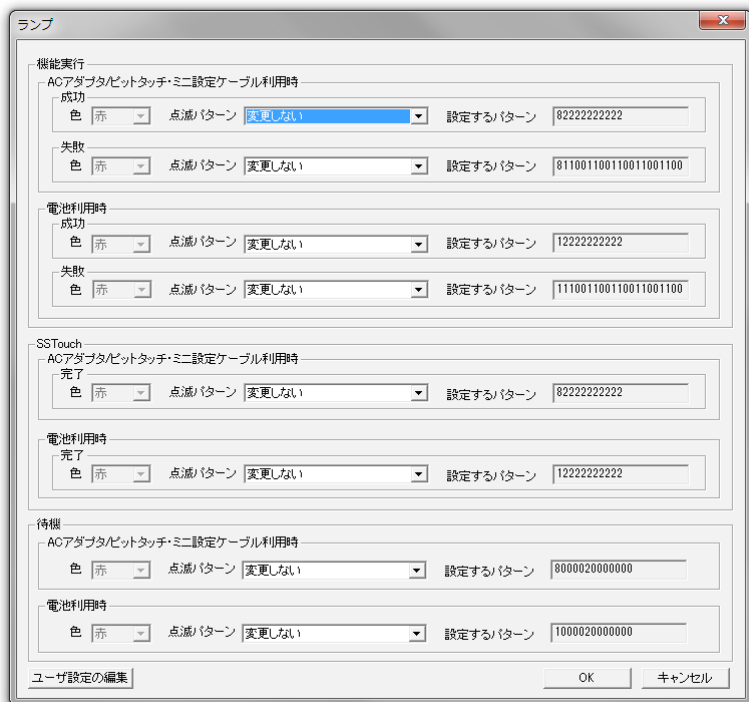 ランプ
機能実行
ACアダプタ/ピットタッチ・ミニ設定ケーブル利用時
成功
色 赤 点滅パターン 変更しない 設定するパターン 82222222222
失敗
色 赤 点滅パターン 変更しない 設定するパターン 811001100110011001100
電池利用時
成功
色 赤 点滅パターン 変更しない 設定するパターン 12222222222
失敗
色 赤 点滅パターン 変更しない 設定するパターン 111001100110011001100
SSTouch
ACアダプタ/ピットタッチ・ミニ設定ケーブル利用時
完了
色 赤 点滅パターン 変更しない 設定するパターン 82222222222
電池利用時
完了
色 赤 点滅パターン 変更しない 設定するパターン 12222222222
待機
ACアダプタ/ピットタッチ・ミニ設定ケーブル利用時
色 赤 点滅パターン 変更しない 設定するパターン 8000020000000
電池利用時
色 赤 点滅パターン 変更しない 設定するパターン 1000020000000
ユーザ設定の編集 OK キャンセル